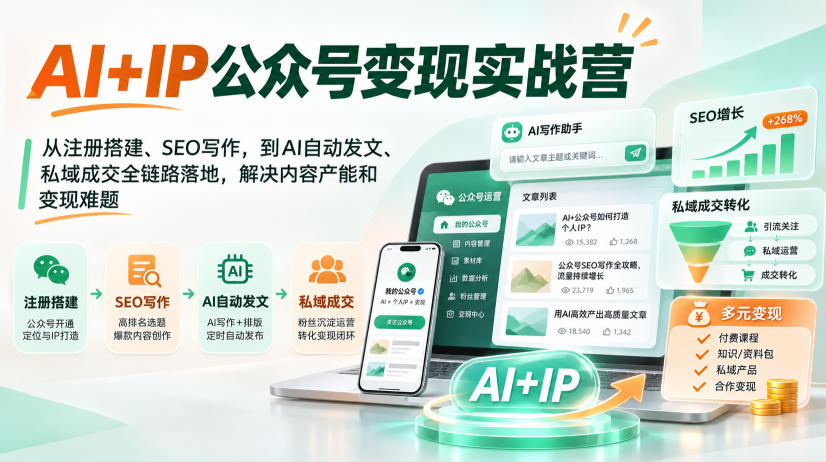 AI+IP公众号变现实战营
从注册搭建、SEO写作，到AI自动发文、
私域成交全链路落地，解决内容产能和
变现难题
注册搭建
公众号开通
定位与IP打造
SEO写作
高排名选题
爆款内容创作
AI
AI自动发文
AI写作+排版
定时自动发布
私域成交
粉丝沉淀运营
转化变现闭环
我的公众号
AI × 个人IP × 变现
关注公众号
公众号运营
我的公众号
内容管理
素材库
数据分析
粉丝管理
变现中心
AI写作助手
请输入文章主题或关键词...
文章列表
AI+公众号如何打造
个人IP？
15,382 1,268
公众号SEO写作全攻略，
流量持续增长
23,719 1,965
用AI高效产出高质量文章
18,540 1,342
AI+IP
SEO增长
+268%
私域成交转化
引流关注
私域运营
成交转化
¥
多元变现
付费课程
知识/资料包
私域产品
合作变现